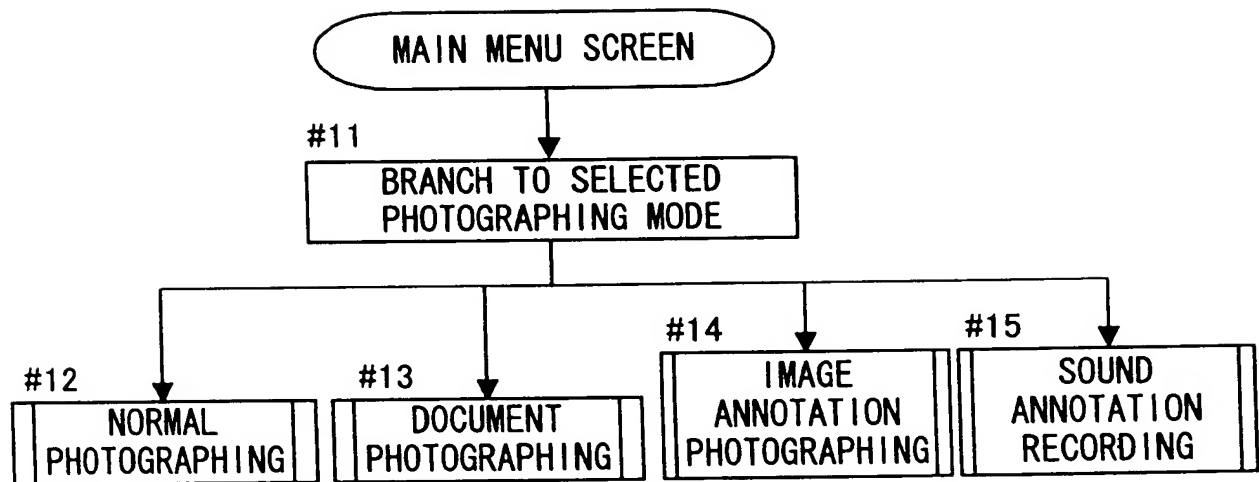 MAIN MENU SCREEN
#11
BRANCH TO SELECTED
PHOTOGRAPHING MODE
#12
NORMAL
PHOTOGRAPHING
#13
DOCUMENT
PHOTOGRAPHING
#14
IMAGE
ANNOTATION
PHOTOGRAPHING
#15
SOUND
ANNOTATION
RECORDING